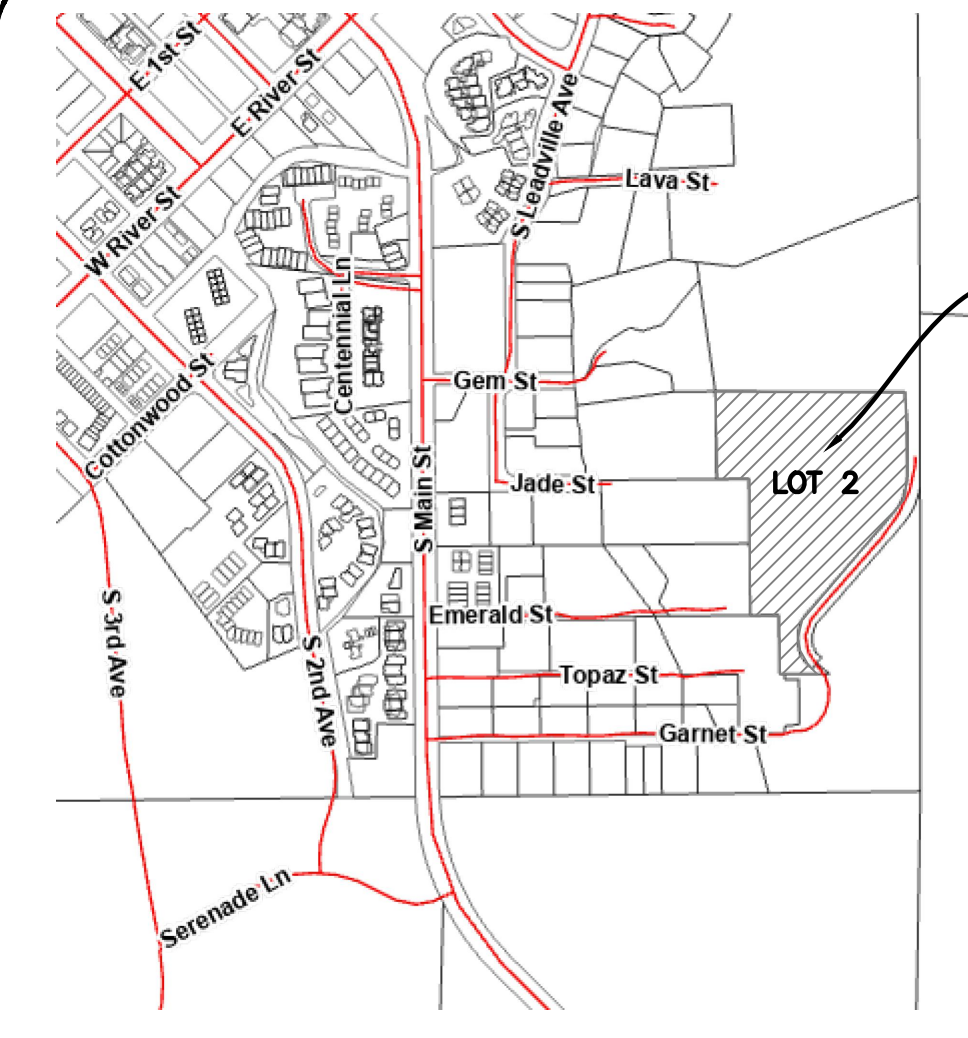 E 1st St
E River St
S Leadville Ave
Lava St
W River St
Centennial Ln
Gem St
Cottonwood St
S Main St
Jade St
LOT 2
S 3rd Ave
S 2nd Ave
Emerald St
Topaz St
Garnet St
Serenade Ln